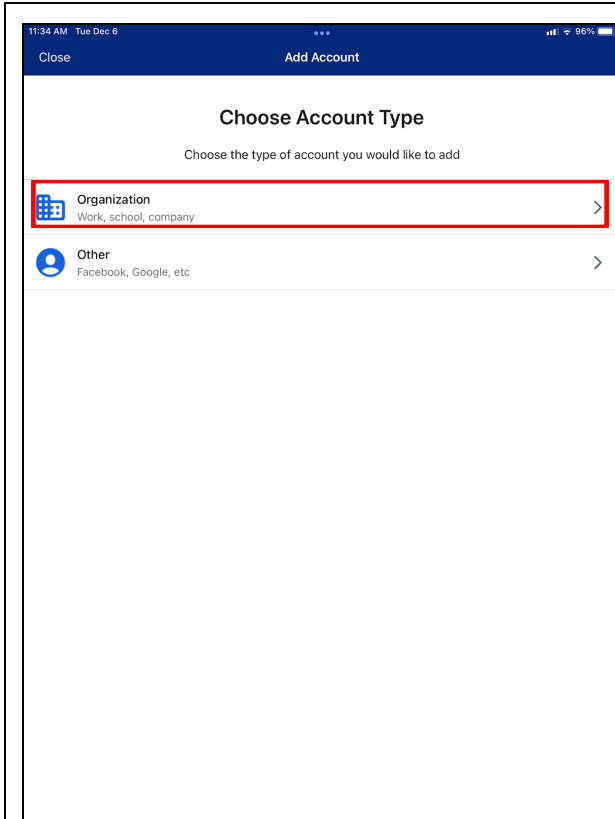 11:34 AM Tue Dec 6 96%
Close Add Account
Choose Account Type
Choose the type of account you would like to add
Organization
Work, school, company
Other
Facebook, Google, etc